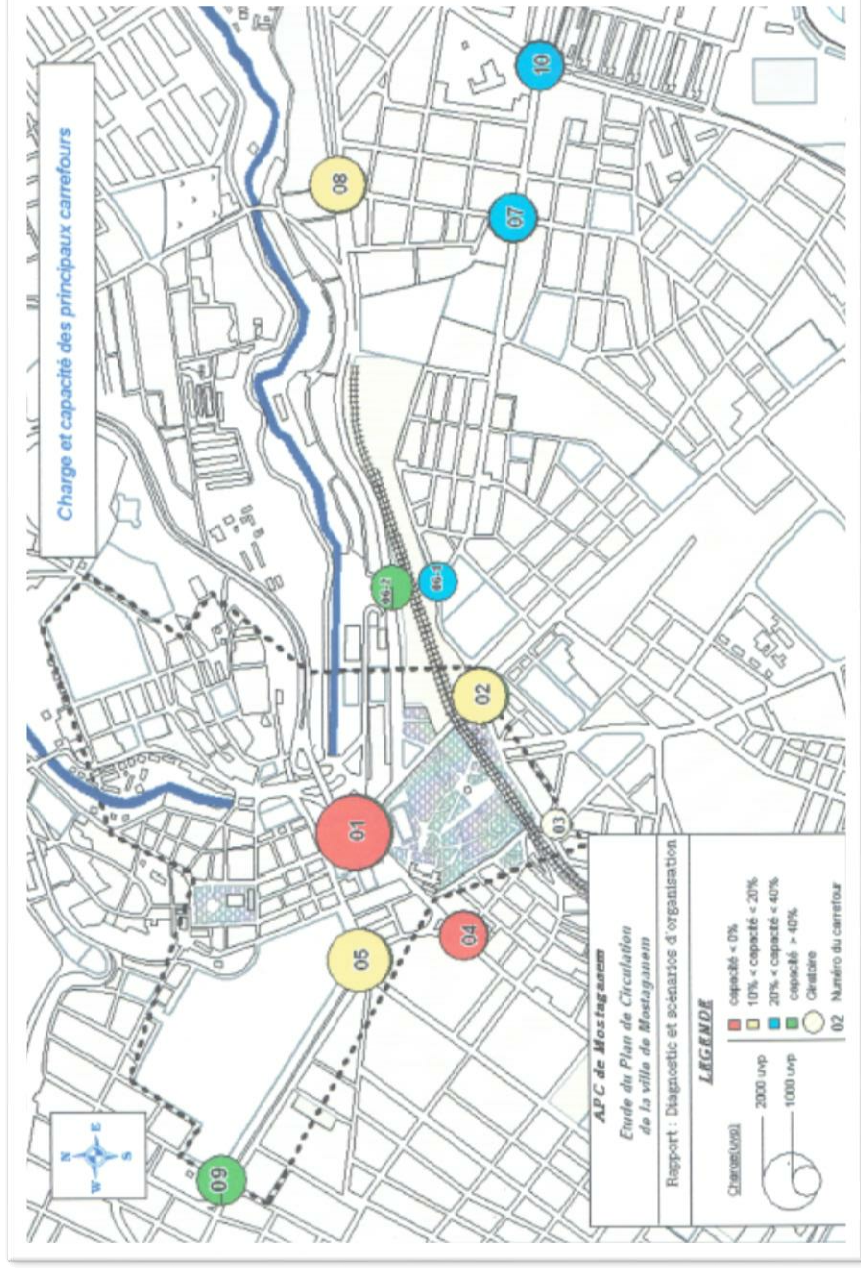 Charge et capacité des principaux carrefours
10
08
07
06-2
06-1
02
01
03
05
04
09
N
W E
S
APC de Mostaganem
Etude du Plan de Circulation
de la ville de Mostaganem
Rapport : Diagnostic et scénarios d'organisation
LEGENDE
2000 uvp
1000 uvp
capacité < 0%
10% < capacité < 20%
20% < capacité < 40%
capacité > 40%
Giratoire
02 Numéro du carrefour